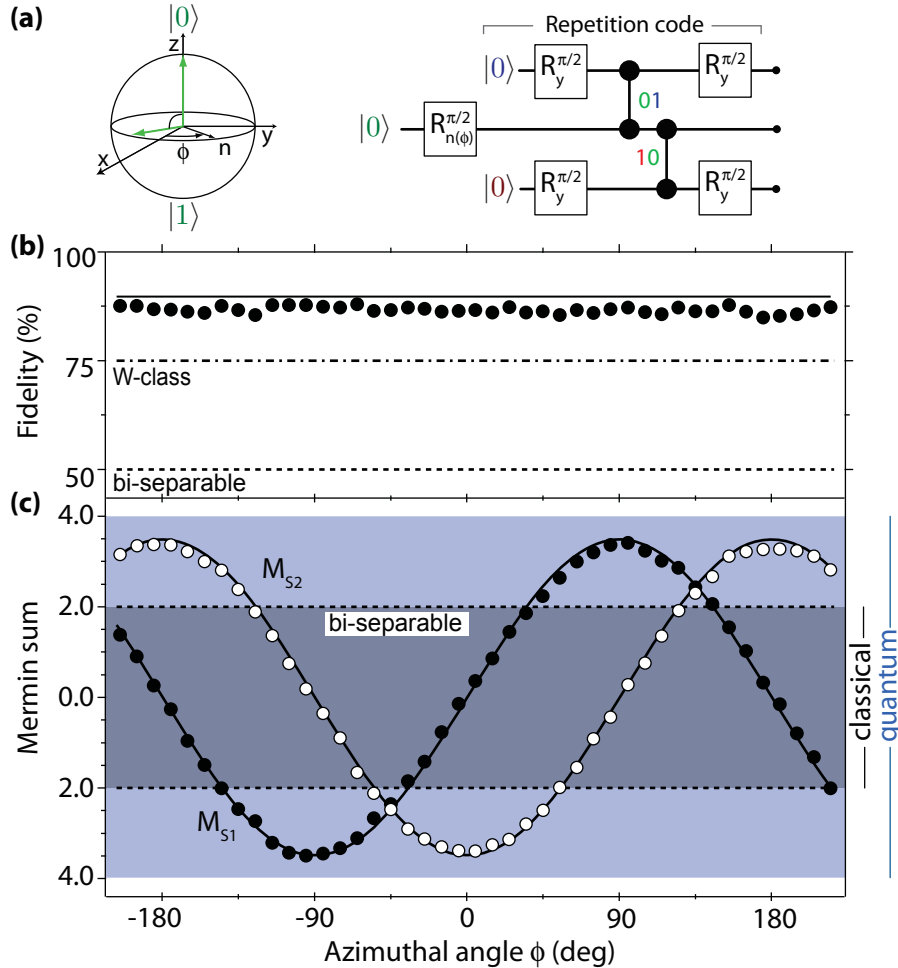 (a)
|0⟩
z
y
x
ϕ
n
|1⟩
Repetition code
|0⟩ R_y^{π/2} R_y^{π/2}
01
|0⟩ R_{n(ϕ)}^{π/2}
10
|0⟩ R_y^{π/2} R_y^{π/2}
(b)
100
75
50
Fidelity (%)
W-class
bi-separable
(c)
4.0
2.0
0.0
2.0
4.0
Mermin sum
M_{S2}
bi-separable
M_{S1}
classical
quantum
-180 -90 0 90 180
Azimuthal angle ϕ (deg)